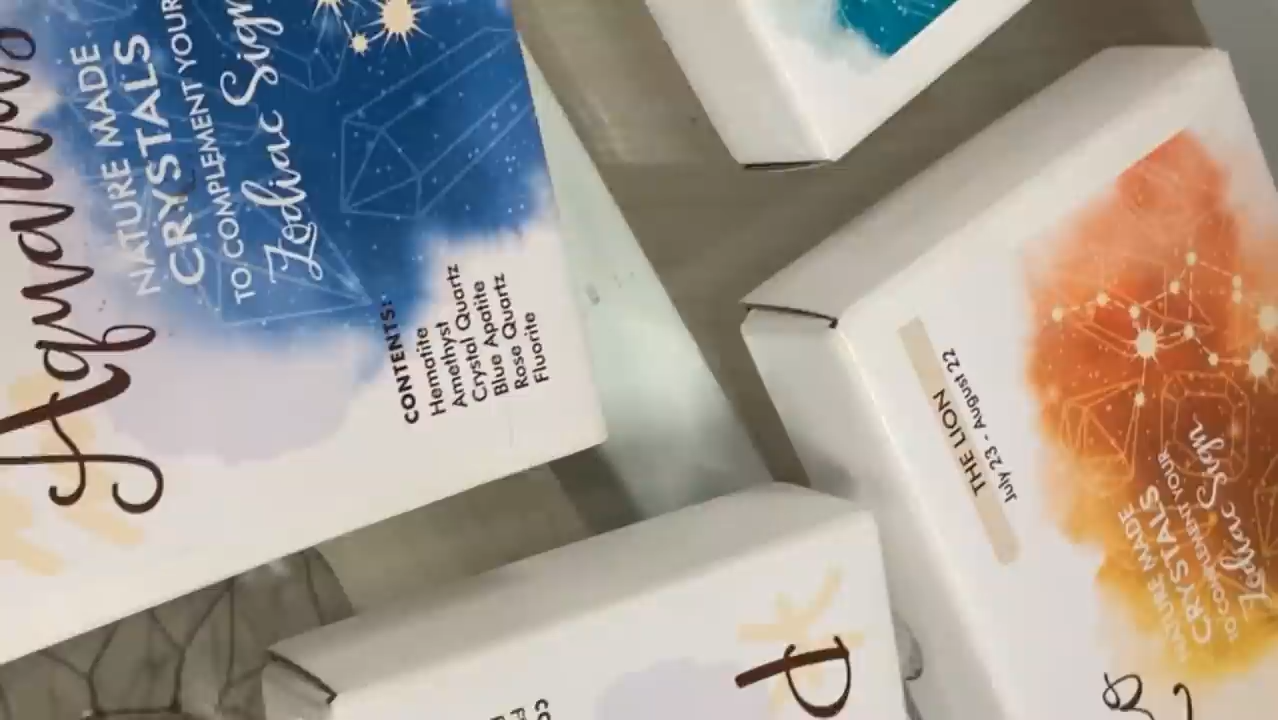 Aquarius
NATURE MADE
CRYSTALS
TO COMPLEMENT YOUR
Zodiac Sign
CONTENTS:
Hematite
Amethyst
Crystal Quartz
Blue Apatite
Rose Quartz
Fluorite
THE LION
July 23 - August 22
NATURE MADE
CRYSTALS
TO COMPLEMENT YOUR
Zodiac Sign